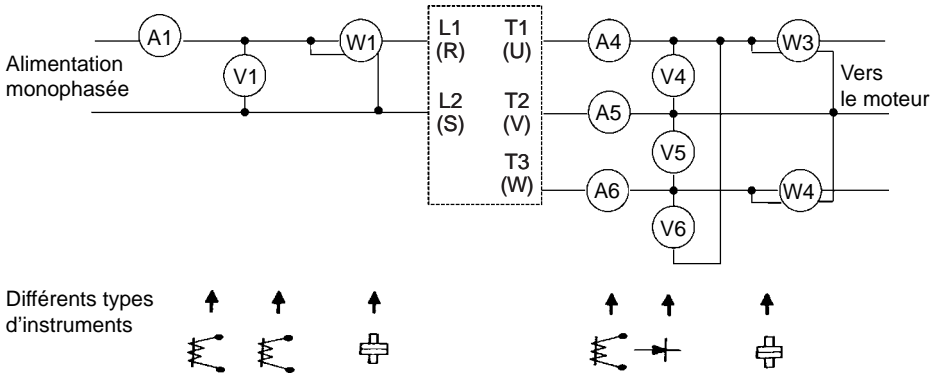 A1
W1
L1
(R)
T1
(U)
A4
W3
Alimentation
monophasée
V1
V4
Vers
le moteur
L2
(S)
T2
(V)
A5
V5
T3
(W)
A6
W4
V6
Différents types
d’instruments